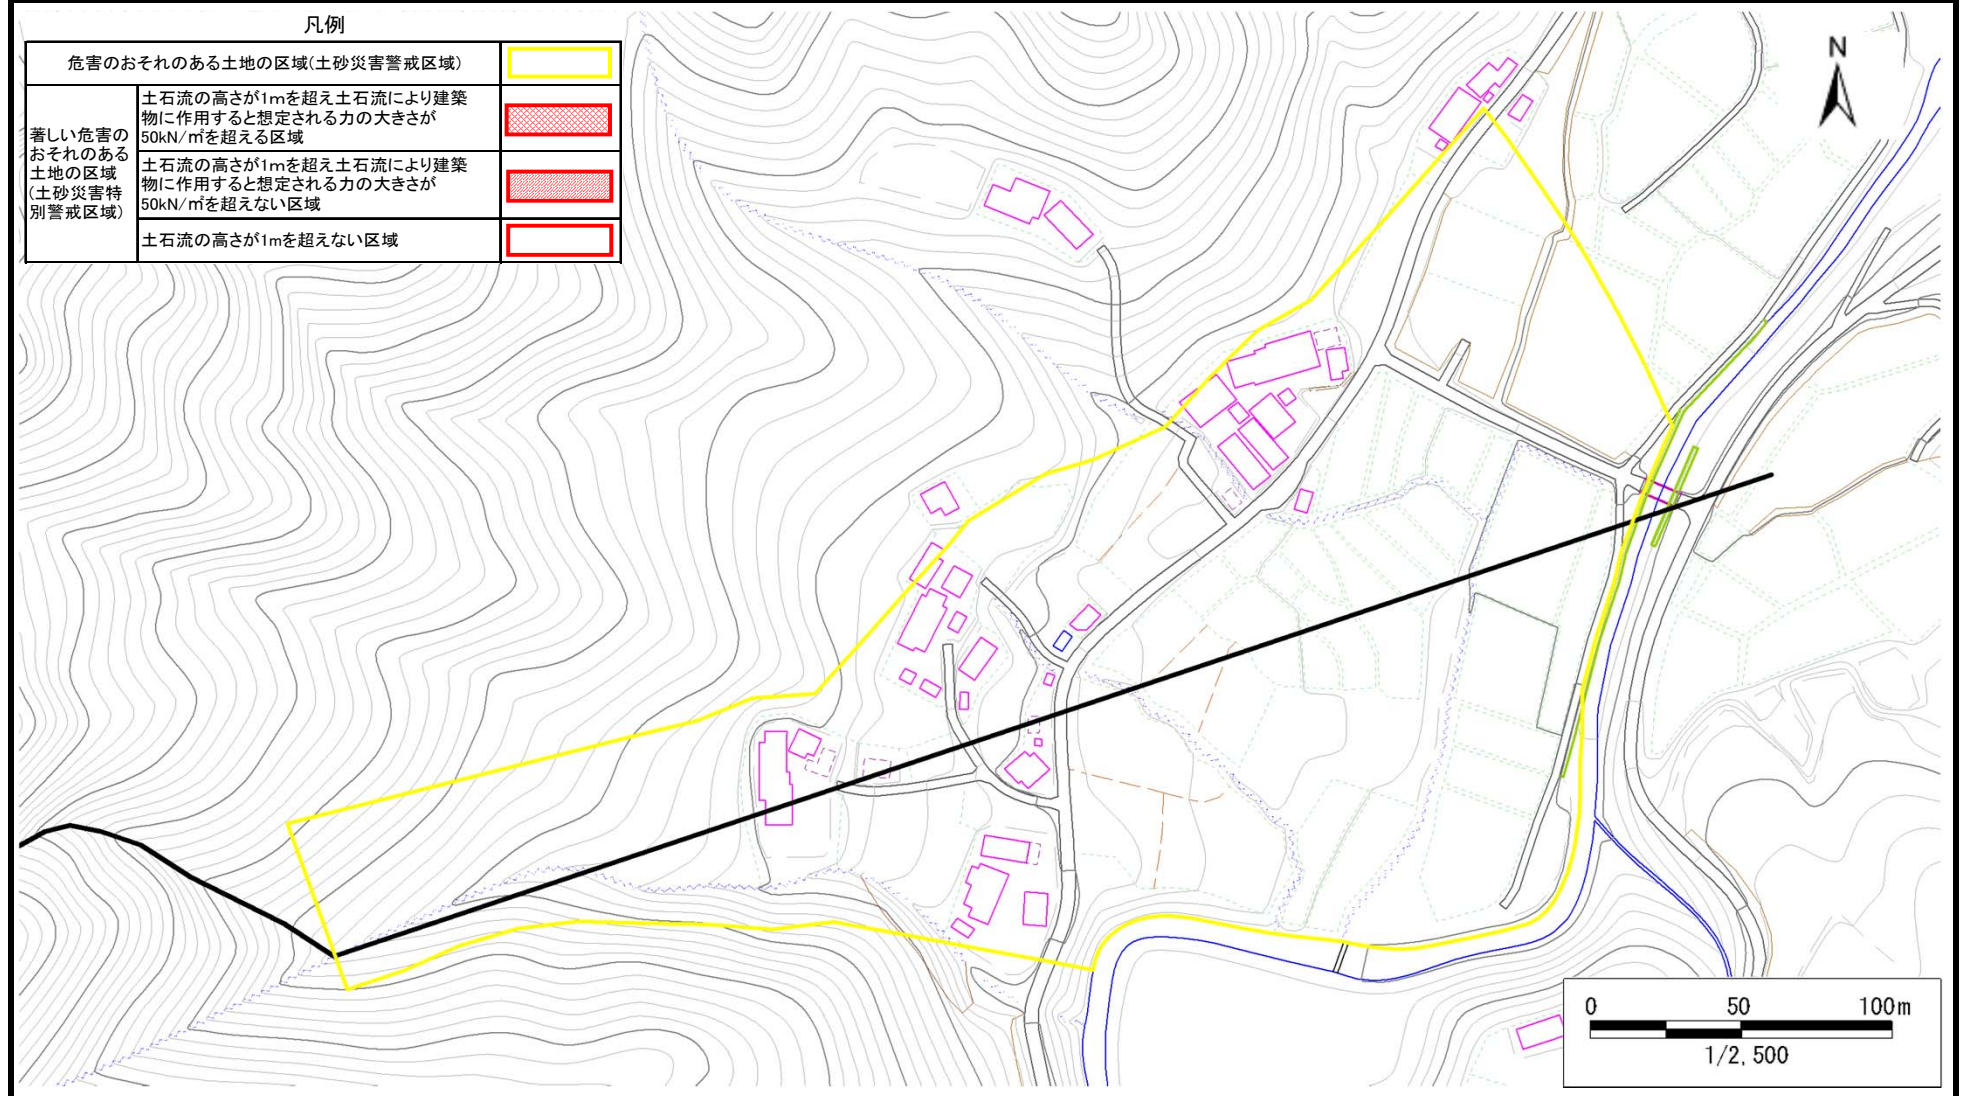 凡例
危害のおそれのある土地の区域(土砂災害警戒区域)
著しい危害の
おそれのある
土地の区域
(土砂災害特
別警戒区域)
土石流の高さが1mを超え土石流により建築
物に作用すると想定される力の大きさが
50kN/㎡を超える区域
土石流の高さが1mを超え土石流により建築
物に作用すると想定される力の大きさが
50kN/㎡を超えない区域
土石流の高さが1mを超えない区域
N
0 50 100m
1/2,500